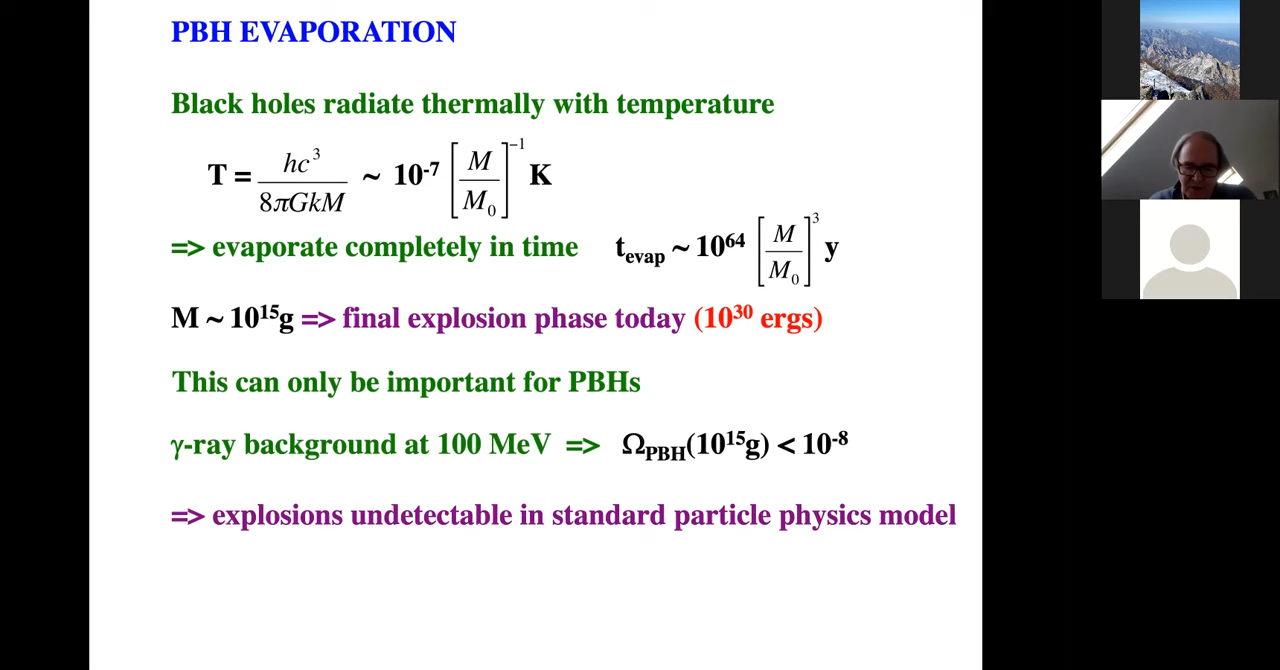 PBH EVAPORATION
Black holes radiate thermally with temperature
T = hc³/8πGkM ~ 10⁻⁷ [M/M₀]⁻¹ K
=> evaporate completely in time t_evap ~ 10⁶⁴ [M/M₀]³ y
M ~ 10¹⁵g => final explosion phase today (10³⁰ ergs)
This can only be important for PBHs
γ-ray background at 100 MeV => Ω_PBH(10¹⁵g) < 10⁻⁸
=> explosions undetectable in standard particle physics model